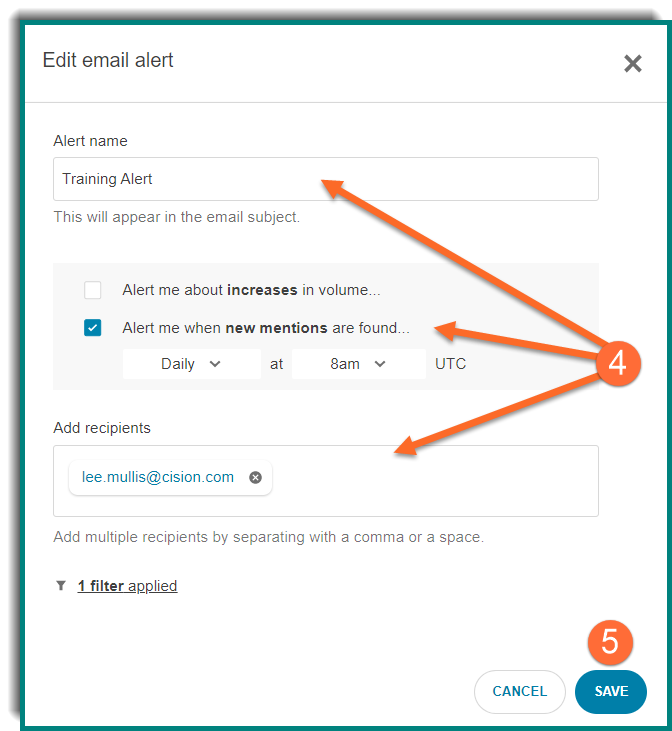 Edit email alert
Alert name
Training Alert
This will appear in the email subject.
Alert me about increases in volume...
Alert me when new mentions are found...
Daily at 8am UTC
4
Add recipients
lee.mullis@cision.com
Add multiple recipients by separating with a comma or a space.
1 filter applied
5
CANCEL SAVE